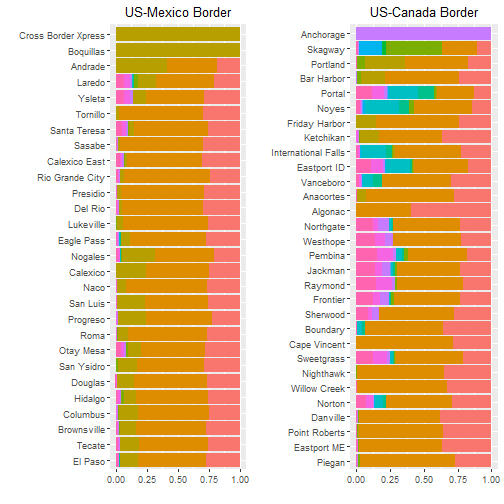 US-Mexico Border
Cross Border Xpress
Boquillas
Andrade
Laredo
Ysleta
Tornillo
Santa Teresa
Sasabe
Calexico East
Rio Grande City
Presidio
Del Rio
Lukeville
Eagle Pass
Nogales
Calexico
Naco
San Luis
Progreso
Roma
Otay Mesa
San Ysidro
Douglas
Hidalgo
Columbus
Brownsville
Tecate
El Paso
0.00 0.25 0.50 0.75 1.00
US-Canada Border
Anchorage
Skagway
Portland
Bar Harbor
Portal
Noyes
Friday Harbor
Ketchikan
International Falls
Eastport ID
Vanceboro
Anacortes
Algonac
Northgate
Westhope
Pembina
Jackman
Raymond
Frontier
Sherwood
Boundary
Cape Vincent
Sweetgrass
Nighthawk
Willow Creek
Norton
Danville
Point Roberts
Eastport ME
Piegan
0.00 0.25 0.50 0.75 1.00